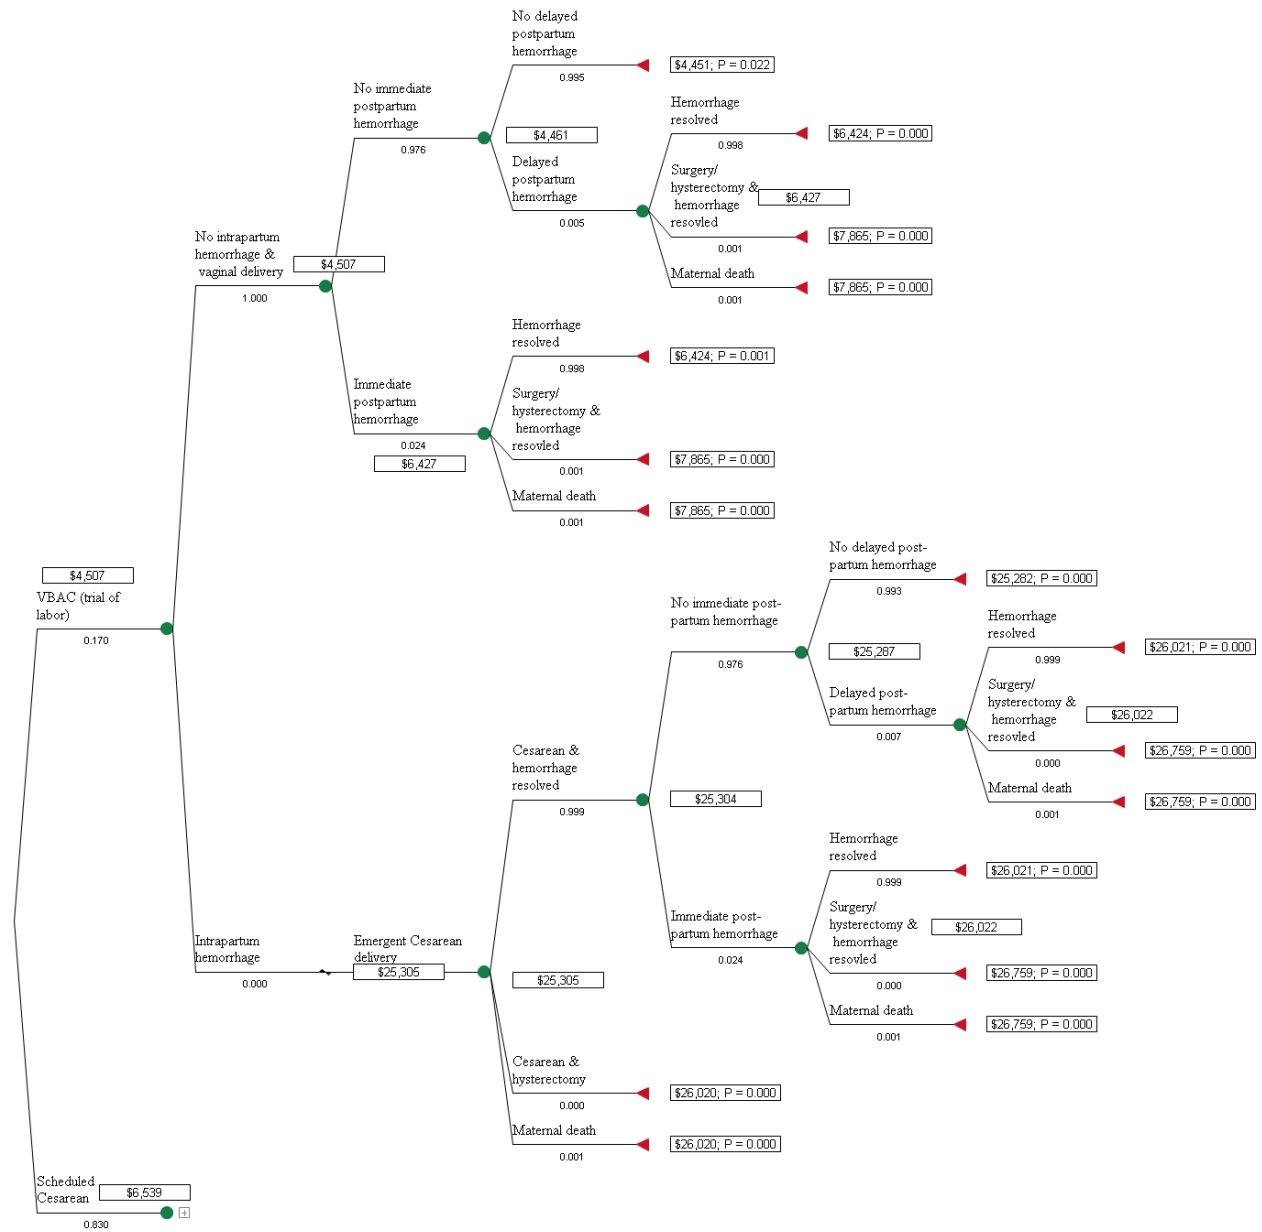 No delayed
postpartum
hemorrhage
0.995
$4,451; P = 0.022
No immediate
postpartum
hemorrhage
0.976
$4,461
Hemorrhage
resolved
0.998
$6,424; P = 0.000
Delayed
postpartum
hemorrhage
0.005
Surgery/
hysterectomy &
hemorrhage
resovled
$6,427
0.001
$7,865; P = 0.000
Maternal death
0.001
$7,865; P = 0.000
No intrapartum
hemorrhage &
vaginal delivery
$4,507
1.000
Hemorrhage
resolved
0.998
$6,424; P = 0.001
Immediate
postpartum
hemorrhage
0.024
$6,427
Surgery/
hysterectomy &
hemorrhage
resovled
0.001
$7,865; P = 0.000
Maternal death
0.001
$7,865; P = 0.000
$4,507
VBAC (trial of
labor)
0.170
No delayed post-
partum hemorrhage
0.993
$25,282; P = 0.000
No immediate post-
partum hemorrhage
0.976
$25,287
Hemorrhage
resolved
0.999
$26,021; P = 0.000
Delayed post-
partum hemorrhage
0.007
Surgery/
hysterectomy &
hemorrhage
resovled
$26,022
0.000
$26,759; P = 0.000
Maternal death
0.001
$26,759; P = 0.000
Cesarean &
hemorrhage
resolved
0.999
$25,304
Hemorrhage
resolved
0.999
$26,021; P = 0.000
Immediate post-
partum hemorrhage
0.024
Surgery/
hysterectomy &
hemorrhage
resovled
$26,022
0.000
$26,759; P = 0.000
Maternal death
0.001
$26,759; P = 0.000
Intrapartum
hemorrhage
0.000
Emergent Cesarean
delivery
$25,305
$25,305
Cesarean &
hysterectomy
0.000
$26,020; P = 0.000
Maternal death
0.001
$26,020; P = 0.000
Scheduled
Cesarean
$6,539
0.830